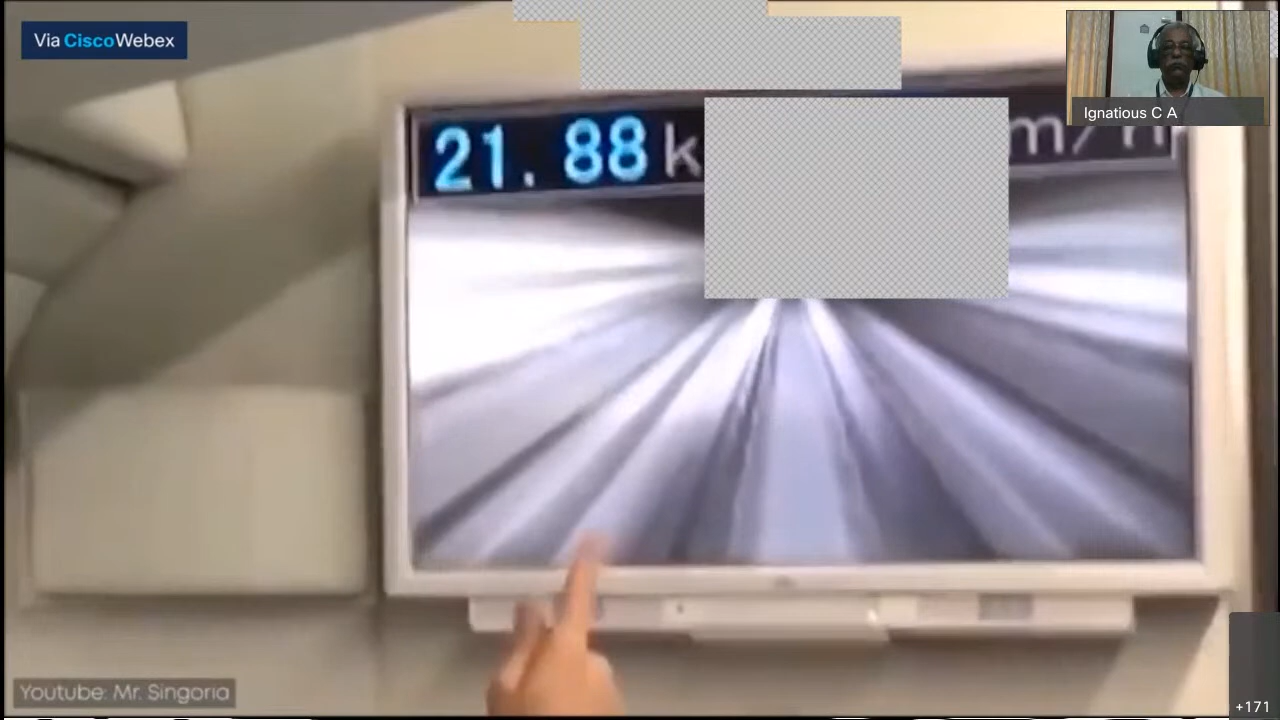 Via CiscoWebex
Ignatious C A
21.88 k
m/h
Youtube: Mr. Singoria
+171